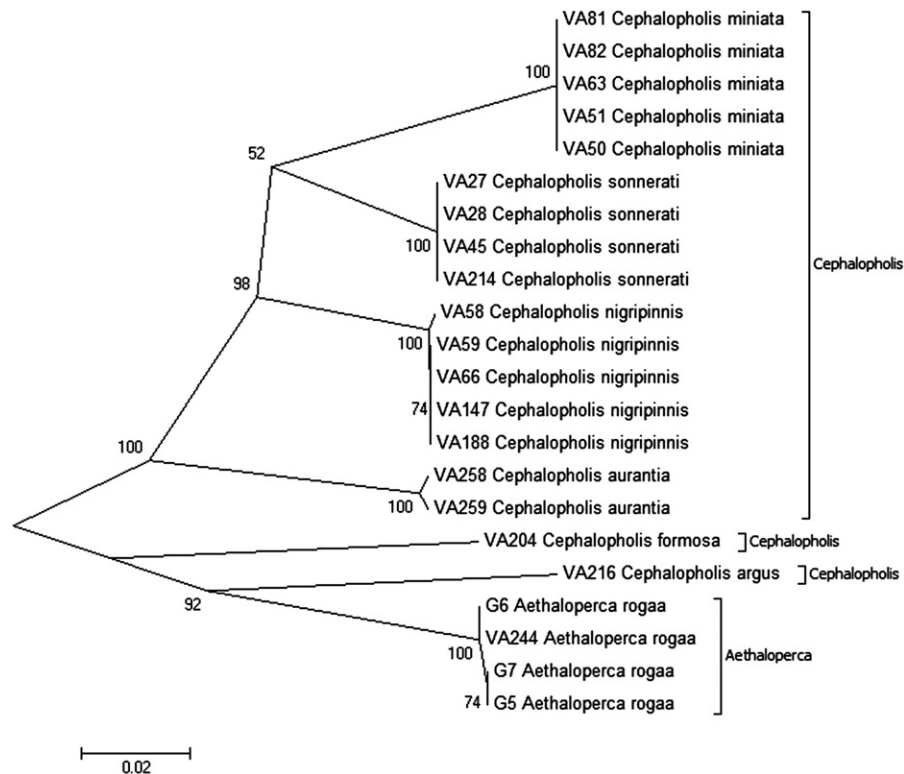 VA81 Cephalopholis miniata
VA82 Cephalopholis miniata
100
VA63 Cephalopholis miniata
VA51 Cephalopholis miniata
VA50 Cephalopholis miniata
52
VA27 Cephalopholis sonnerati
VA28 Cephalopholis sonnerati
100
VA45 Cephalopholis sonnerati
Cephalopholis
VA214 Cephalopholis sonnerati
98
VA58 Cephalopholis nigripinnis
100
VA59 Cephalopholis nigripinnis
VA66 Cephalopholis nigripinnis
74
VA147 Cephalopholis nigripinnis
VA188 Cephalopholis nigripinnis
100
VA258 Cephalopholis aurantia
100
VA259 Cephalopholis aurantia
VA204 Cephalopholis formosa
Cephalopholis
VA216 Cephalopholis argus
Cephalopholis
92
G6 Aethaloperca rogaa
VA244 Aethaloperca rogaa
100
Aethaloperca
G7 Aethaloperca rogaa
74
G5 Aethaloperca rogaa
0.02